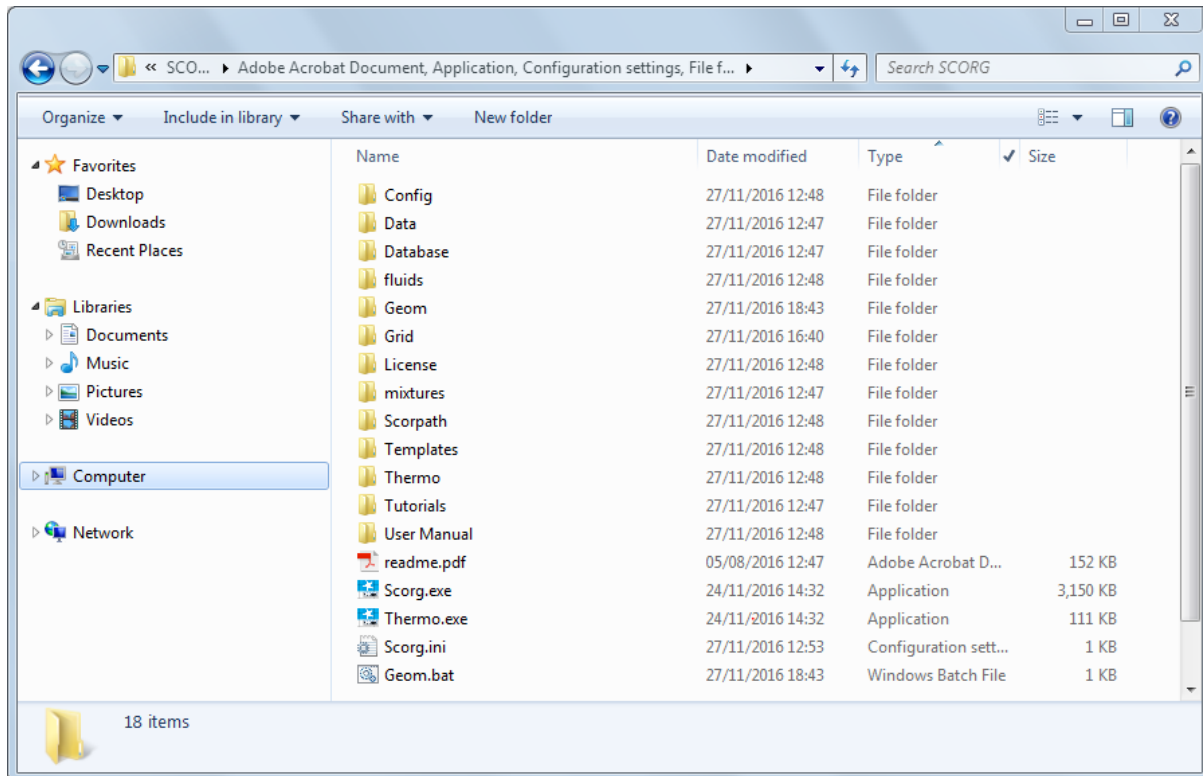 « SCO... Adobe Acrobat Document, Application, Configuration settings, File f... Search SCORG
Organize Include in library Share with New folder
Favorites
Desktop
Downloads
Recent Places
Libraries
Documents
Music
Pictures
Videos
Computer
Network
Name Date modified Type Size
Config 27/11/2016 12:48 File folder
Data 27/11/2016 12:47 File folder
Database 27/11/2016 12:47 File folder
fluids 27/11/2016 12:48 File folder
Geom 27/11/2016 18:43 File folder
Grid 27/11/2016 16:40 File folder
License 27/11/2016 12:48 File folder
mixtures 27/11/2016 12:47 File folder
Scorpath 27/11/2016 12:48 File folder
Templates 27/11/2016 12:48 File folder
Thermo 27/11/2016 12:48 File folder
Tutorials 27/11/2016 12:47 File folder
User Manual 27/11/2016 12:48 File folder
readme.pdf 05/08/2016 12:47 Adobe Acrobat D... 152 KB
Scorg.exe 24/11/2016 14:32 Application 3,150 KB
Thermo.exe 24/11/2016 14:32 Application 111 KB
Scorg.ini 27/11/2016 12:53 Configuration sett... 1 KB
Geom.bat 27/11/2016 18:43 Windows Batch File 1 KB
18 items